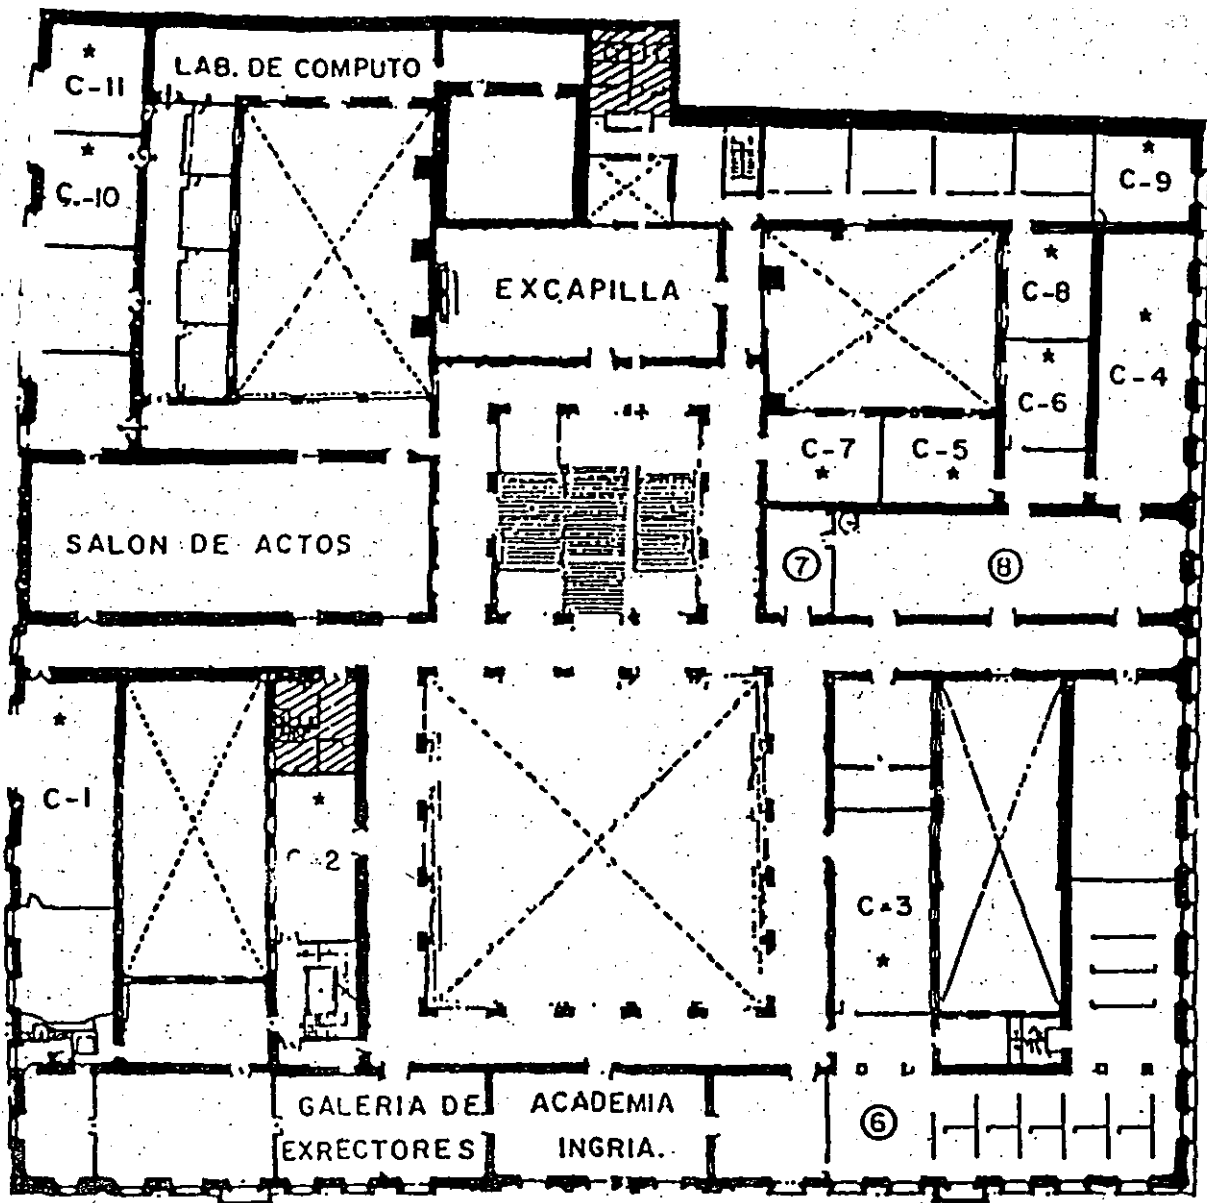 ★
C-11
LAB. DE COMPUTO
★
C-10
★
C-9
EXCAPILLA
★
C-8
★
C-4
★
C-6
C-7
★
C-5
★
SALON DE ACTOS
⑦
⑧
★
C-1
★
C-2
C-3
★
GALERIA DE
EXRECTORES
ACADEMIA
INGRIA.
⑥